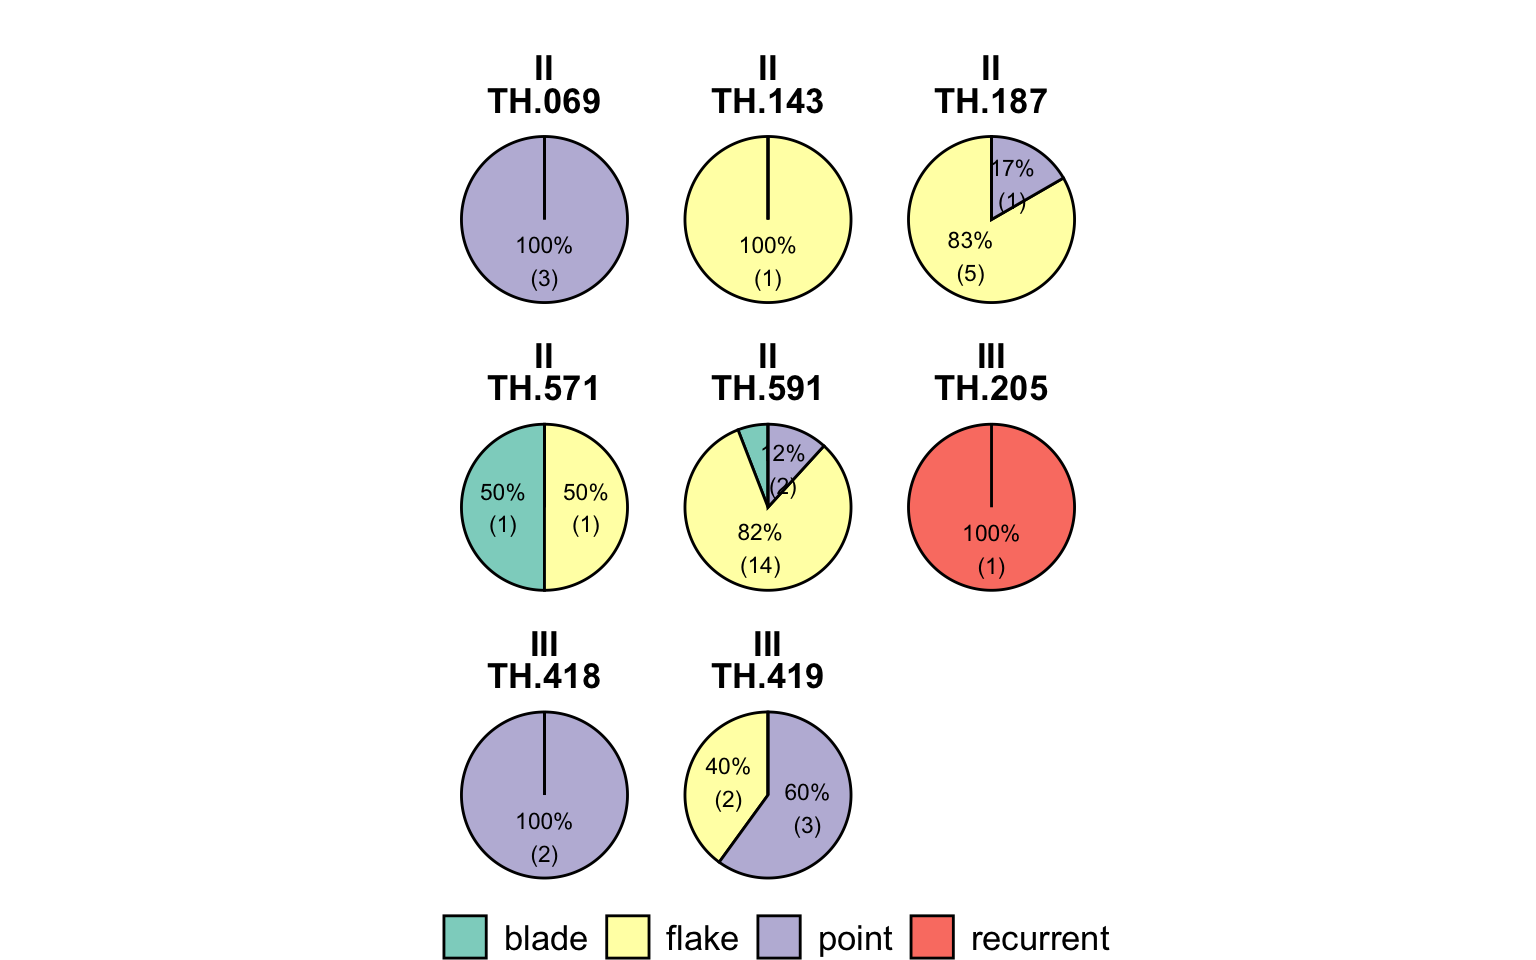 II
TH.069
100%
(3)
II
TH.143
100%
(1)
II
TH.187
17%
(1)
83%
(5)
II
TH.571
50%
(1)
50%
(1)
II
TH.591
12%
(2)
82%
(14)
III
TH.205
100%
(1)
III
TH.418
100%
(2)
III
TH.419
40%
(2)
60%
(3)
blade flake point recurrent